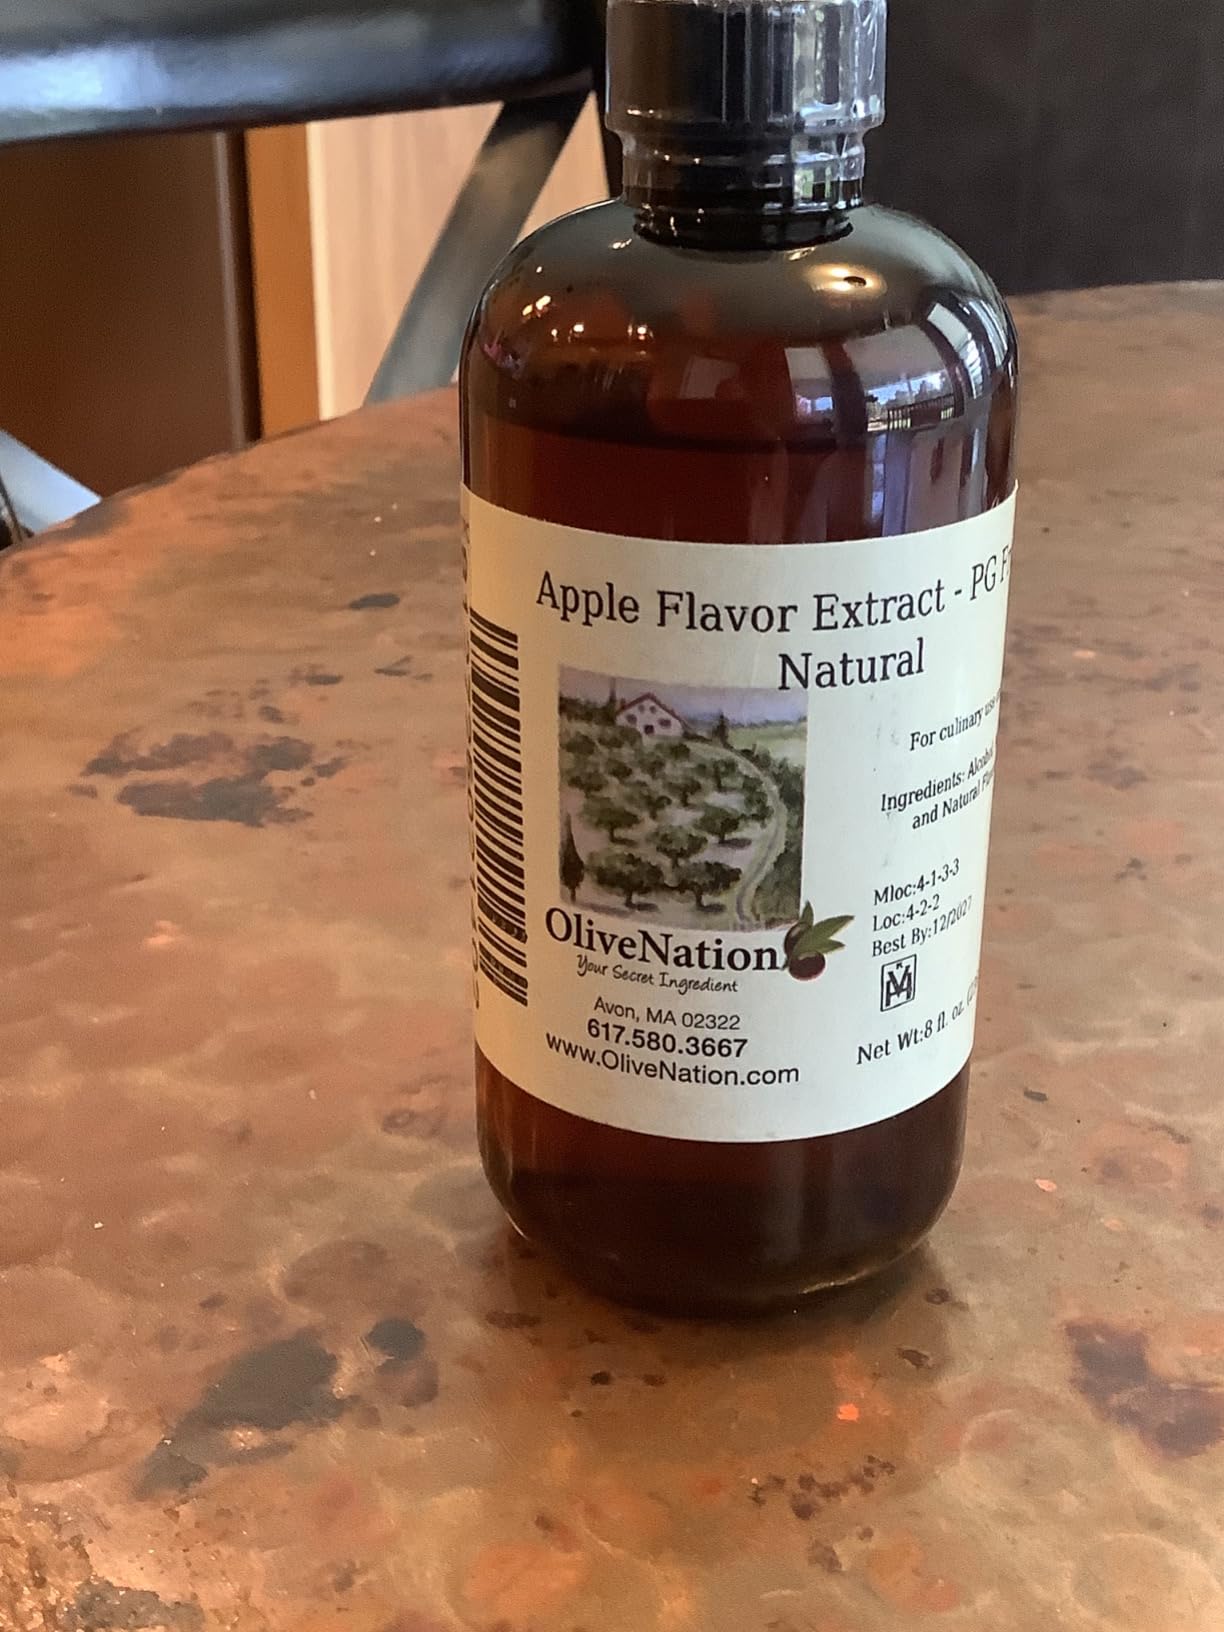 Apple Flavor Extract - PG
Natural
For culinary use
Ingredients: Alcohol,
and Natural
Mloc:4-1-3-3
Loc:4-2-2
Best By:12/2027
OliveNation
Your Secret Ingredient
Avon, MA 02322
617.580.3667
www.OliveNation.com
Net Wt:8 fl. oz.